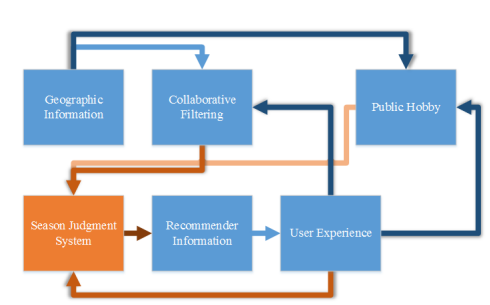 Geographic
Information
Collaborative
Filtering
Public Hobby
Season Judgment
System
Recommender
Information
User Experience